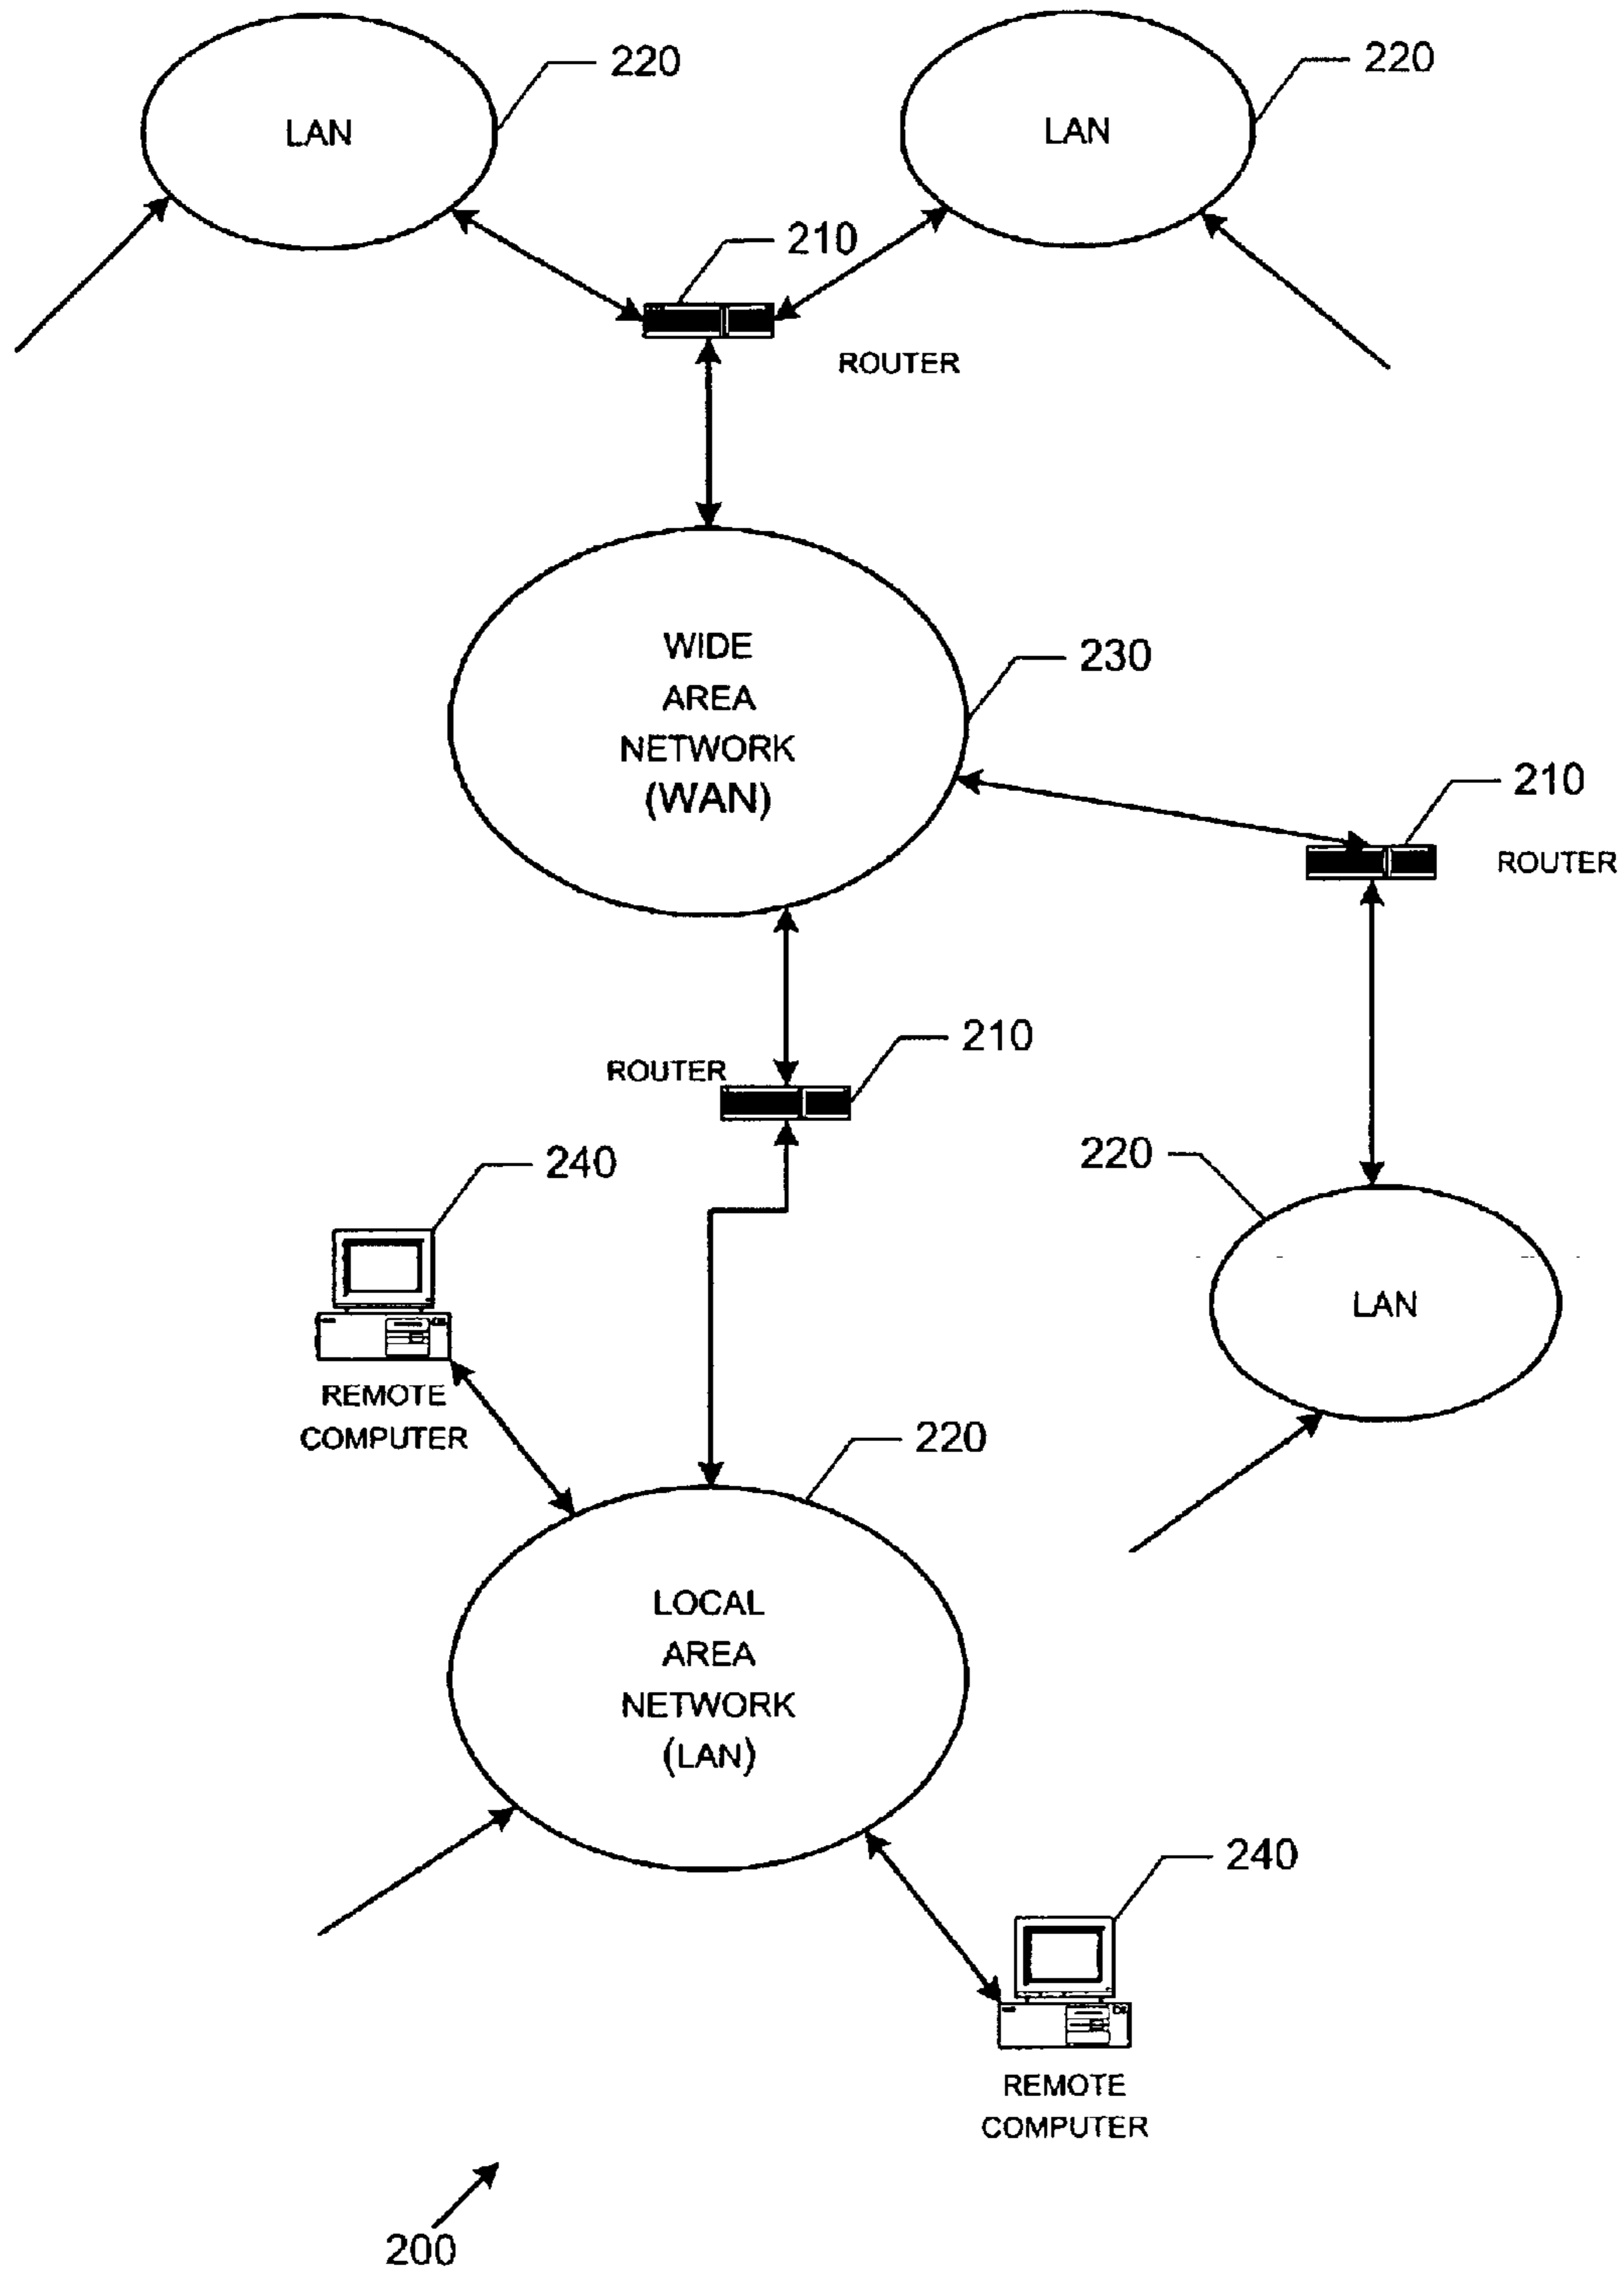 220
220
LAN
LAN
210
ROUTER
WIDE
AREA
NETWORK
(WAN)
230
210
ROUTER
210
ROUTER
220
240
LAN
REMOTE
COMPUTER
220
LOCAL
AREA
NETWORK
(LAN)
240
REMOTE
COMPUTER
200